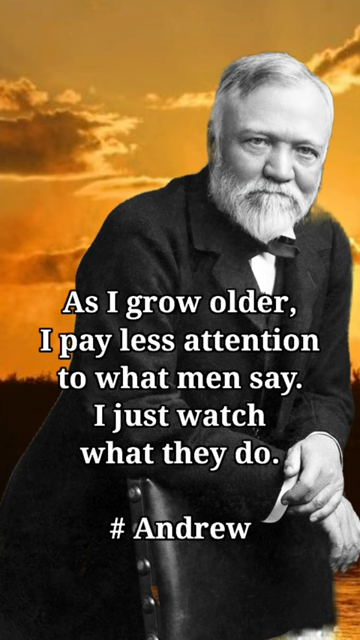 As I grow older,
I pay less attention
to what men say.
I just watch
what they do.
# Andrew